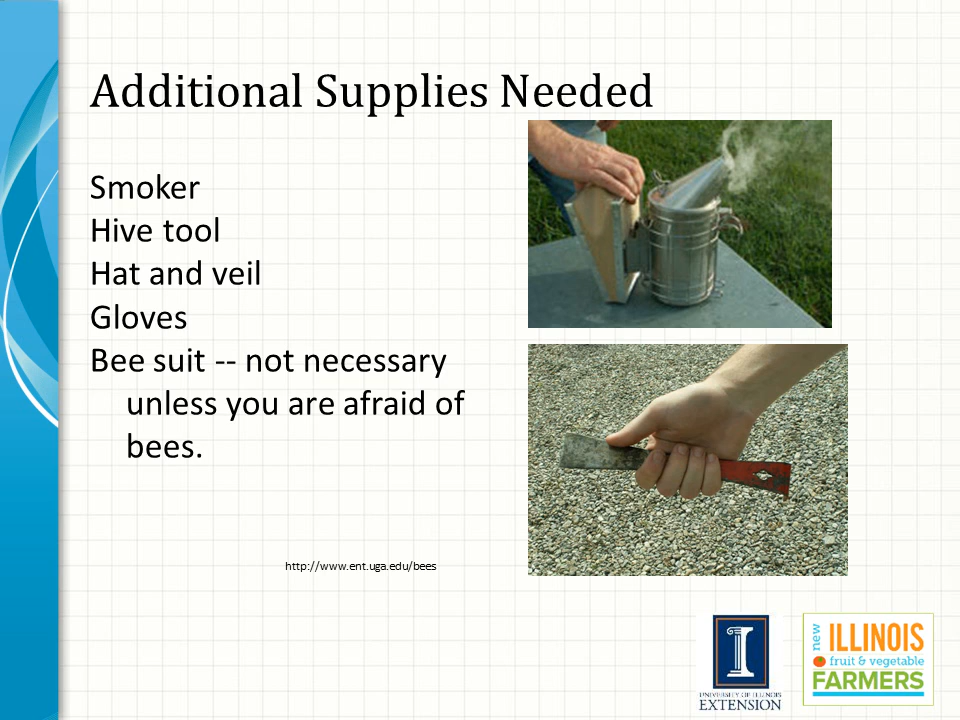 Additional Supplies Needed
Smoker
Hive tool
Hat and veil
Gloves
Bee suit -- not necessary
unless you are afraid of
bees.
http://www.ent.uga.edu/bees
I
UNIVERSITY OF ILLINOIS
EXTENSION
new
ILLINOIS
fruit & vegetable
FARMERS